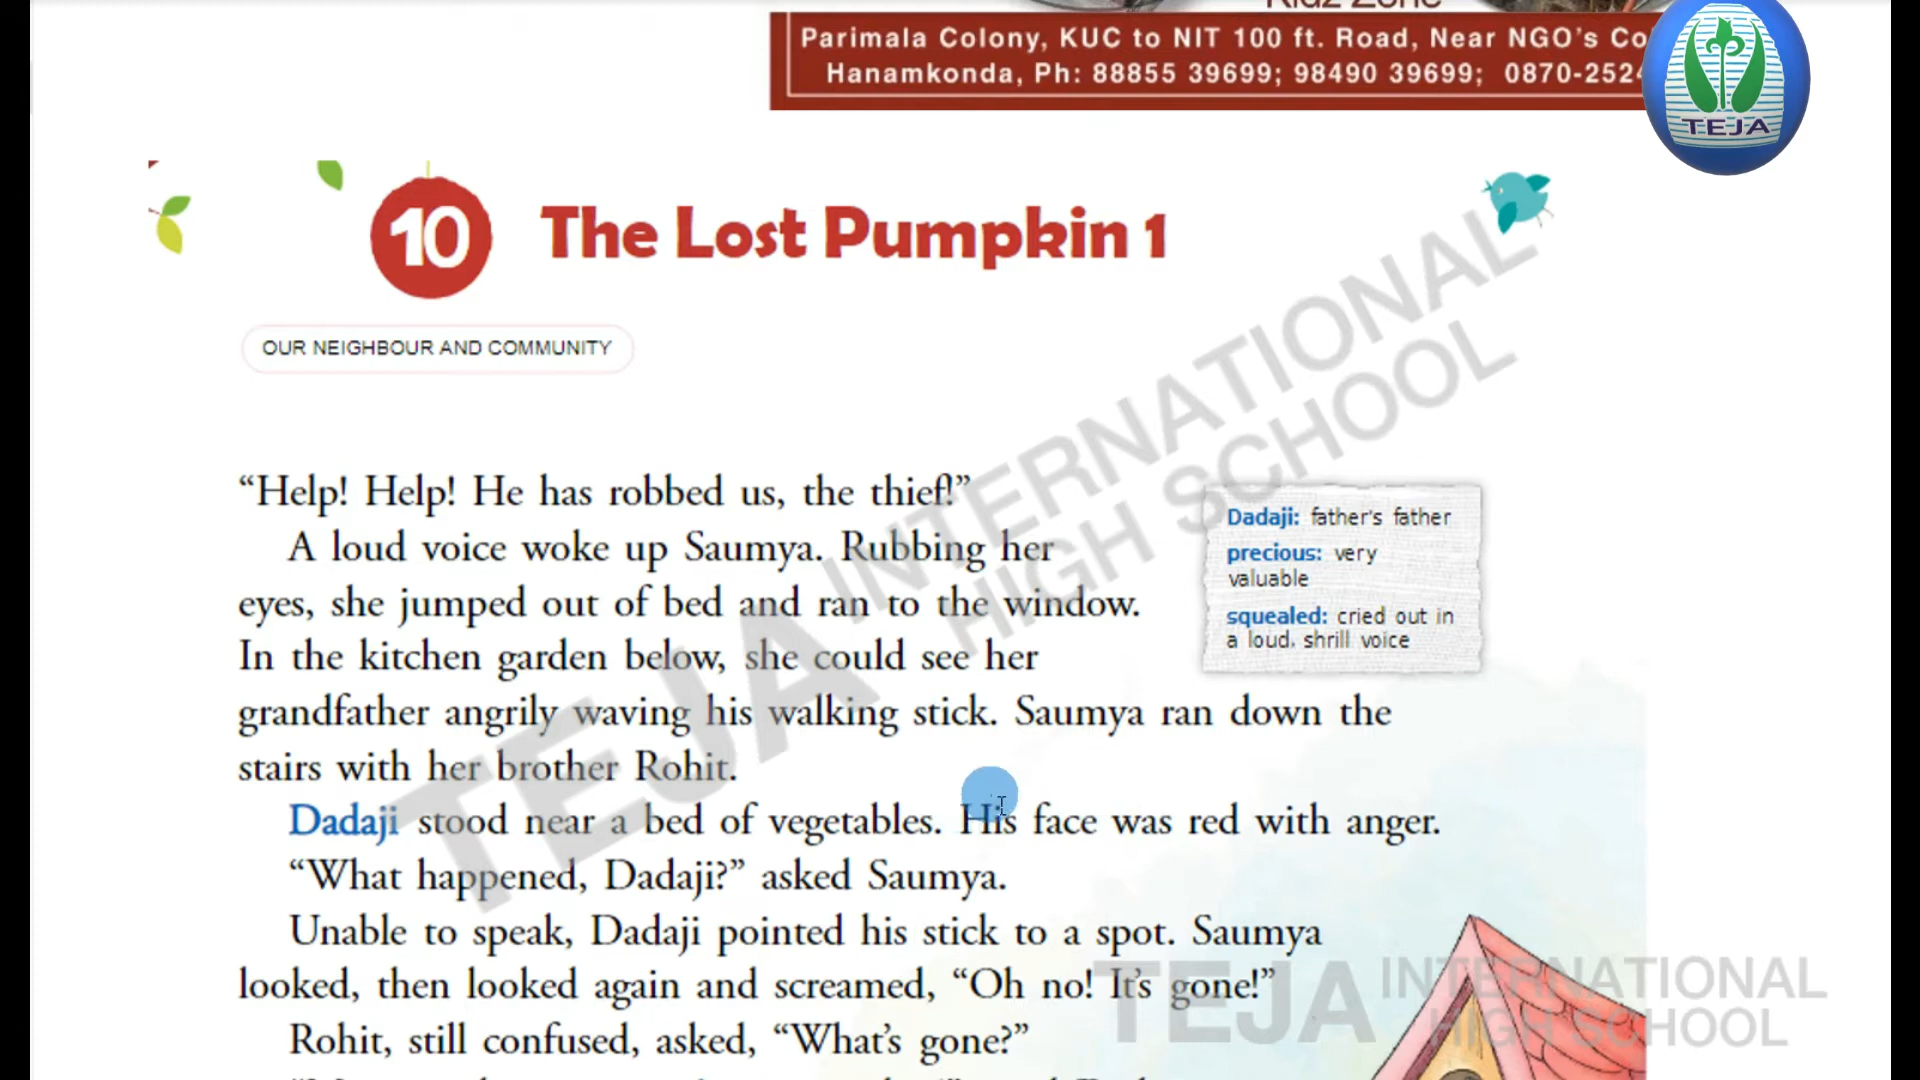 Parimala Colony, KUC to NIT 100 ft. Road, Near NGO's Co
Hanamkonda, Ph: 88855 39699; 98490 39699; 0870-252
TEJA
10 The Lost Pumpkin 1
OUR NEIGHBOUR AND COMMUNITY
“Help! Help! He has robbed us, the thief!”
A loud voice woke up Saumya. Rubbing her
eyes, she jumped out of bed and ran to the window.
In the kitchen garden below, she could see her
grandfather angrily waving his walking stick. Saumya ran down the
stairs with her brother Rohit.
Dadaji stood near a bed of vegetables. His face was red with anger.
“What happened, Dadaji?” asked Saumya.
Unable to speak, Dadaji pointed his stick to a spot. Saumya
looked, then looked again and screamed, “Oh no! It's gone!”
Rohit, still confused, asked, “What's gone?”
Dadaji: father's father
precious: very
valuable
squealed: cried out in
a loud, shrill voice
TEJA INTERNATIONAL
HIGH SCHOOL
TEJA INTERNATIONAL
HIGH SCHOOL